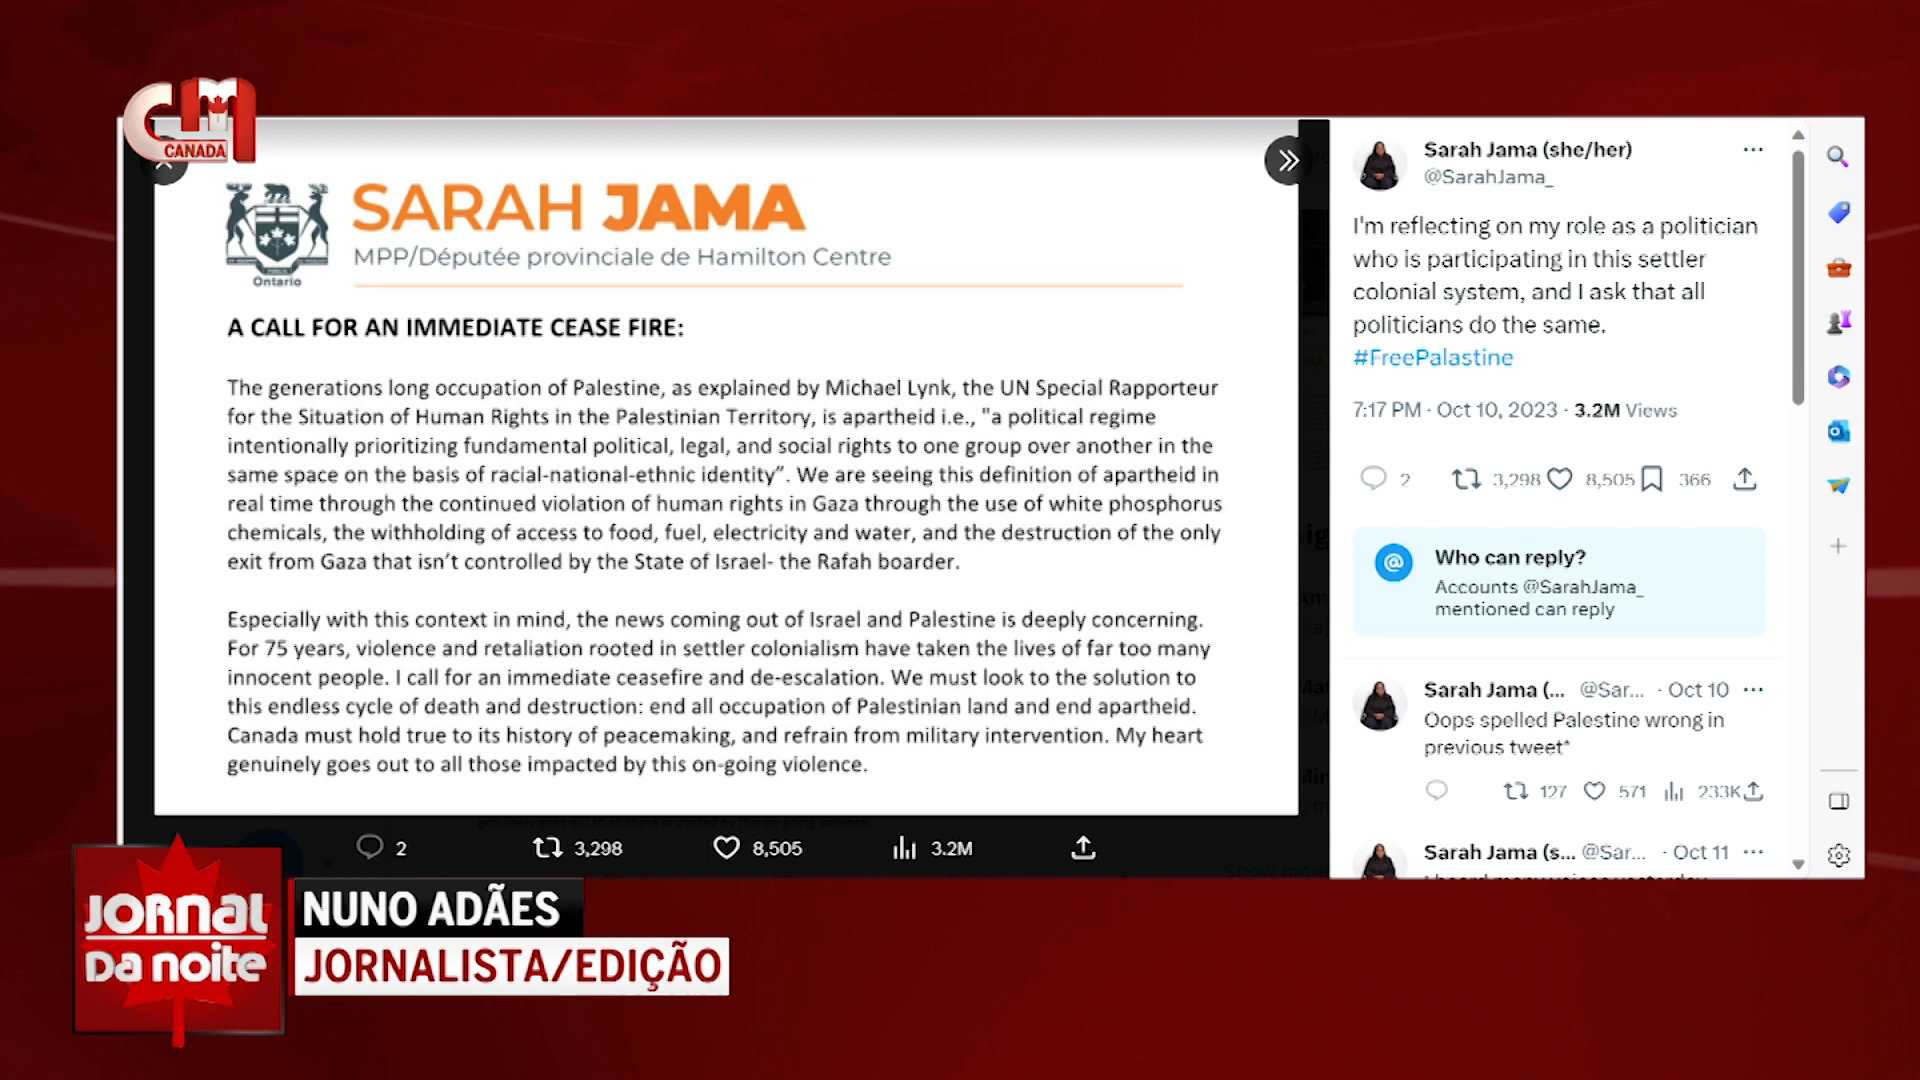 CM
CANADA
SARAH JAMA
MPP/Députée provinciale de Hamilton Centre
Ontario
A CALL FOR AN IMMEDIATE CEASE FIRE:
The generations long occupation of Palestine, as explained by Michael Lynk, the UN Special Rapporteur
for the Situation of Human Rights in the Palestinian Territory, is apartheid i.e., "a political regime
intentionally prioritizing fundamental political, legal, and social rights to one group over another in the
same space on the basis of racial-national-ethnic identity”. We are seeing this definition of apartheid in
real time through the continued violation of human rights in Gaza through the use of white phosphorus
chemicals, the withholding of access to food, fuel, electricity and water, and the destruction of the only
exit from Gaza that isn’t controlled by the State of Israel- the Rafah boarder.
Especially with this context in mind, the news coming out of Israel and Palestine is deeply concerning.
For 75 years, violence and retaliation rooted in settler colonialism have taken the lives of far too many
innocent people. I call for an immediate ceasefire and de-escalation. We must look to the solution to
this endless cycle of death and destruction: end all occupation of Palestinian land and end apartheid.
Canada must hold true to its history of peacemaking, and refrain from military intervention. My heart
genuinely goes out to all those impacted by this on-going violence.
2 3,298 8,505 3.2M
Sarah Jama (she/her)
@SarahJama_
I'm reflecting on my role as a politician
who is participating in this settler
colonial system, and I ask that all
politicians do the same.
#FreePalastine
7:17 PM · Oct 10, 2023 · 3.2M Views
2 3,298 8,505 366
Who can reply?
Accounts @SarahJama_
mentioned can reply
Sarah Jama (... @Sar... · Oct 10
Oops spelled Palestine wrong in
previous tweet*
127 571 233K
Sarah Jama (s... @Sar... · Oct 11
JORNAL
DA NOITE
NUNO ADÃES
JORNALISTA/EDIÇÃO